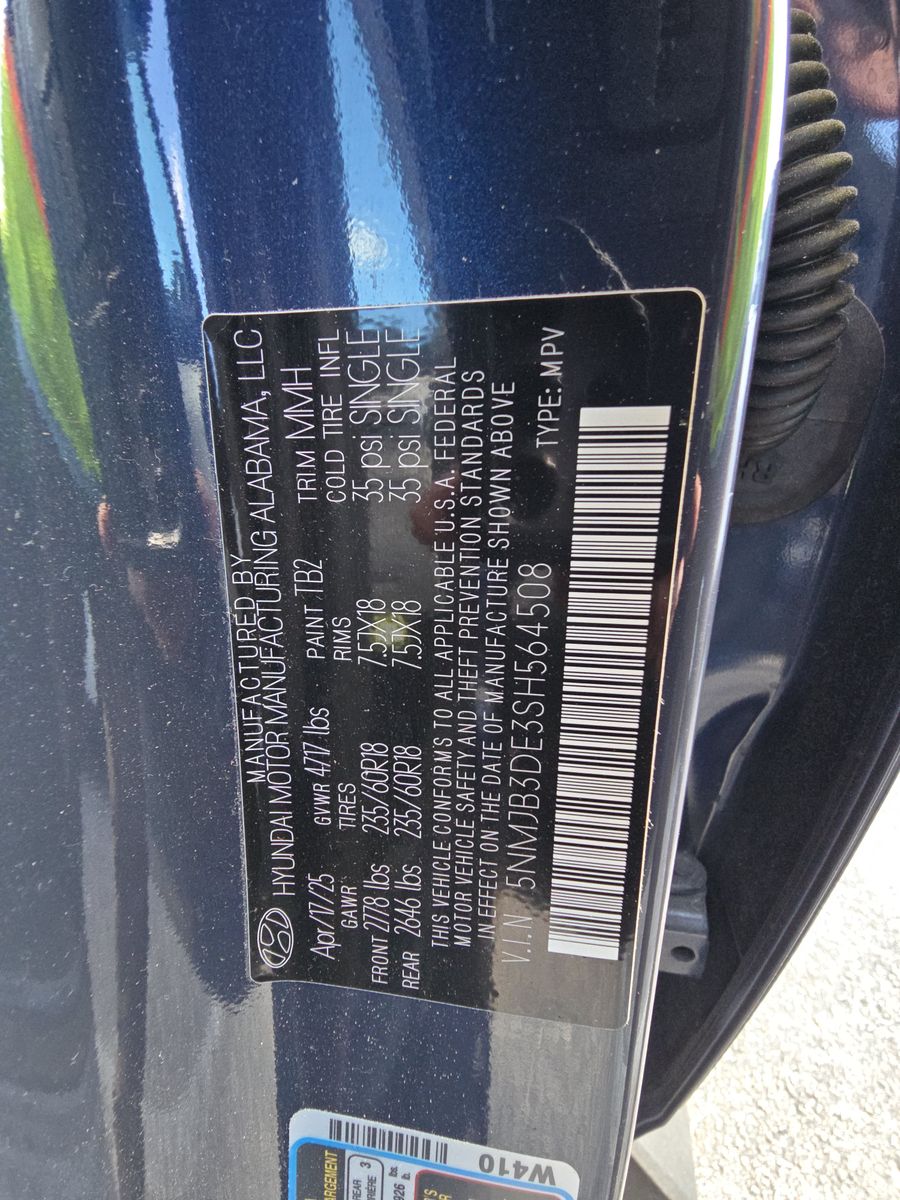 MANUFACTURED BY
HYUNDAI MOTOR MANUFACTURING ALABAMA, LLC
Apr/17/25 GVWR 4717 lbs PAINT TB2 TRIM MMH
GAWR TIRES RIMS COLD TIRE INFL
FRONT 2778 lbs 235/60R18 7.5JX18 35 psi SINGLE
REAR 2646 lbs 235/60R18 7.5JX18 35 psi SINGLE
THIS VEHICLE CONFORMS TO ALL APPLICABLE U.S.A. FEDERAL
MOTOR VEHICLE SAFETY AND THEFT PREVENTION STANDARDS
IN EFFECT ON THE DATE OF MANUFACTURE SHOWN ABOVE
V.I.N 5NMJB3DE3SH564508 TYPE: MPV
W410
REAR 3